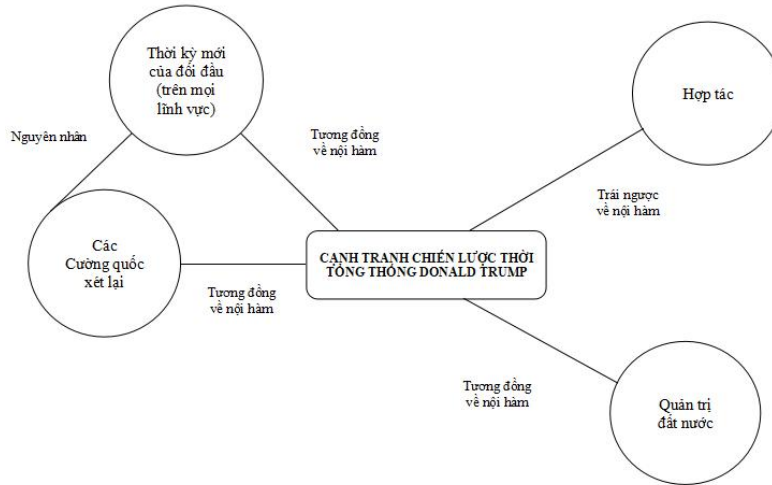 Thời kỳ mới
của đối đầu
(trên mọi
lĩnh vực)
Hợp tác
Nguyên nhân
Tương đồng
về nội hàm
Trái ngược
về nội hàm
Các
Cường quốc
xét lại
CẠNH TRANH CHIẾN LƯỢC THỜI
TỔNG THỐNG DONALD TRUMP
Tương đồng
về nội hàm
Tương đồng
về nội hàm
Quản trị
đất nước